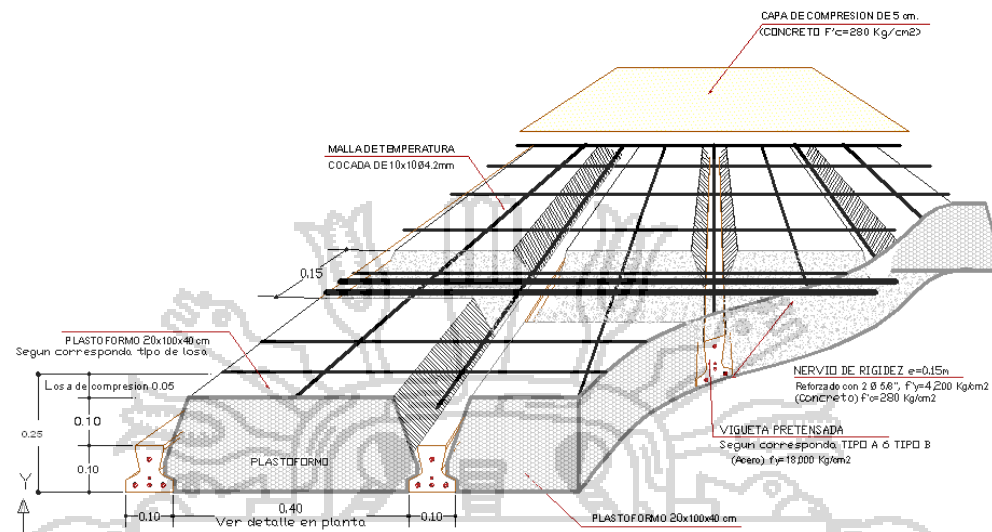 CAPA DE COMPRESION DE 5 cm.
(CONCRETO F'c=280 Kg/cm2)
MALLA DE TEMPERATURA
COCADA DE 10x10Ø4.2mm
0.15
PLASTOFORMO 20x100x40 cm
Segun corresponda tipo de losa
Losa de compresión 0.05
0.10
0.25
0.10
PLASTOFORMO
Y
0.10
0.40
0.10
Ver detalle en planta
NERVIO DE RIGIDEZ e=0.15m
Reforzado con 2 Ø 5/8", f'y=4,200 Kg/cm2
(Concreto) f'c=280 Kg/cm2
VIGUETA PRETENSADA
Segun corresponda TIPO A ó TIPO B
(Acero) fy=18,000 Kg/cm2
PLASTOFORMO 20x100x40 cm